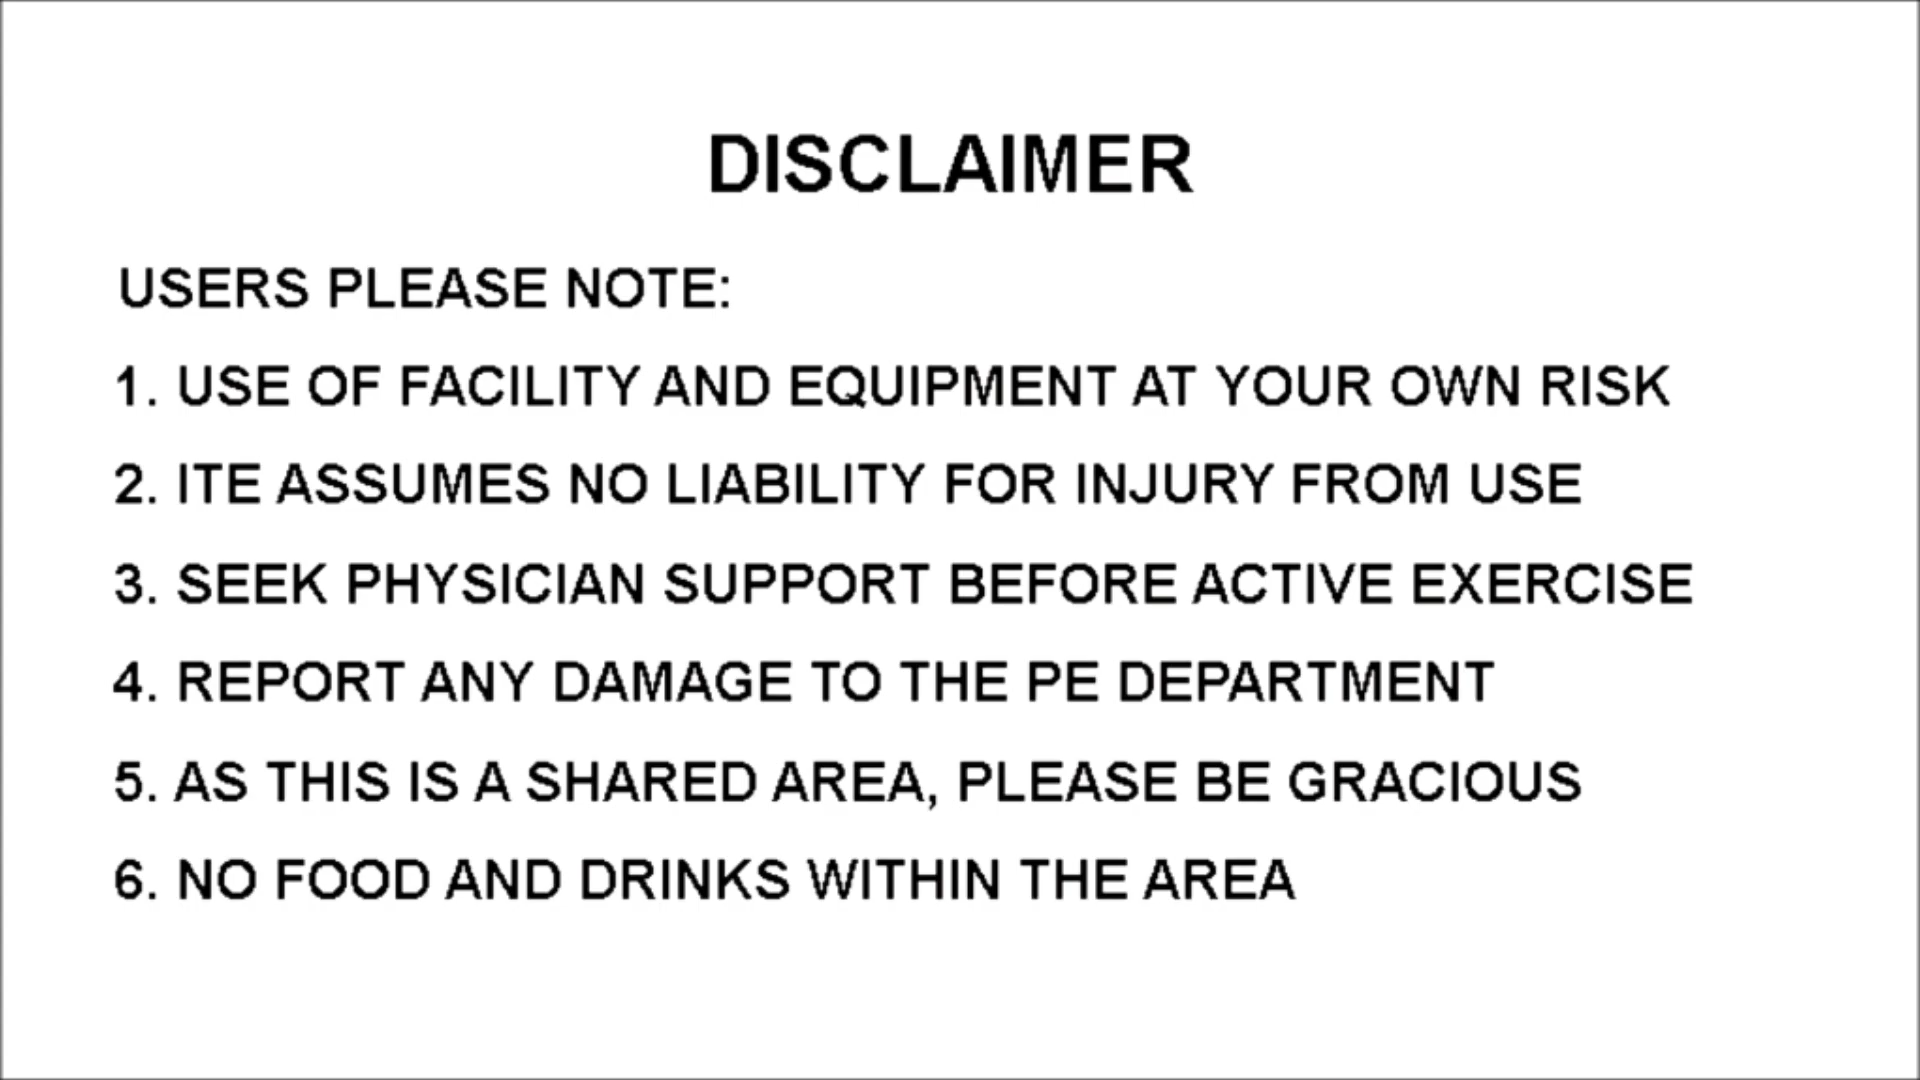 DISCLAIMER
USERS PLEASE NOTE:
1. USE OF FACILITY AND EQUIPMENT AT YOUR OWN RISK
2. ITE ASSUMES NO LIABILITY FOR INJURY FROM USE
3. SEEK PHYSICIAN SUPPORT BEFORE ACTIVE EXERCISE
4. REPORT ANY DAMAGE TO THE PE DEPARTMENT
5. AS THIS IS A SHARED AREA, PLEASE BE GRACIOUS
6. NO FOOD AND DRINKS WITHIN THE AREA